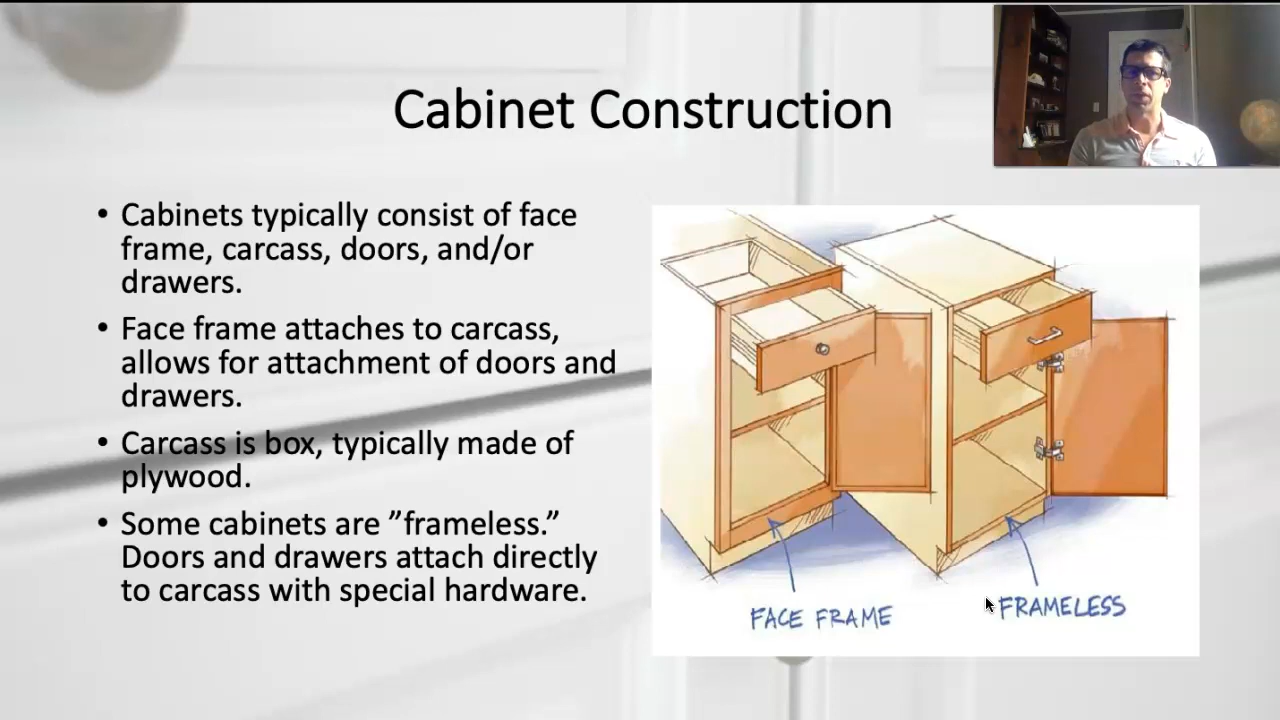 Cabinet Construction
• Cabinets typically consist of face
frame, carcass, doors, and/or
drawers.
• Face frame attaches to carcass,
allows for attachment of doors and
drawers.
• Carcass is box, typically made of
plywood.
• Some cabinets are ”frameless.”
Doors and drawers attach directly
to carcass with special hardware.
FACE FRAME
FRAMELESS